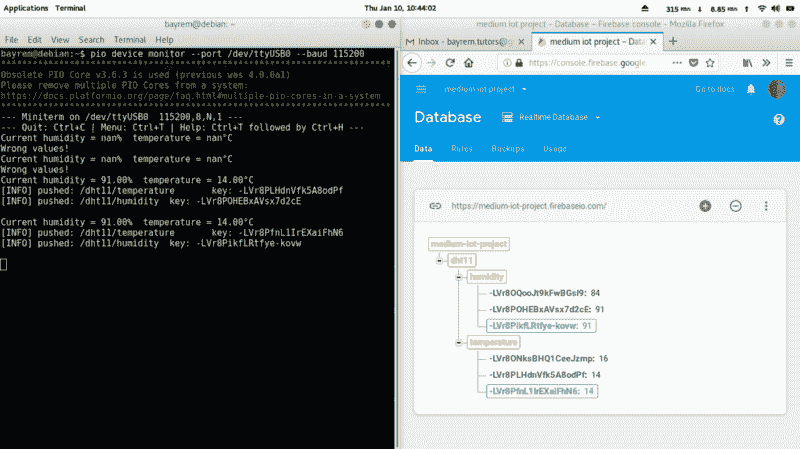 Applications Terminal
Thu Jan 10, 10:44:02
315 KiB/s 8.85 KiB/s
bayrem@debian: ~
File Edit View Search Terminal Help
bayrem@debian:~$ pio device monitor --port /dev/ttyUSB0 --baud 115200
Obsolete PIO Core v3.6.3 is used (previous was 4.0.0a1)
Please remove multiple PIO Cores from a system:
https://docs.platformio.org/page/faq.html#multiple-pio-cores-in-a-system
--- Miniterm on /dev/ttyUSB0 115200,8,N,1 ---
--- Quit: Ctrl+C | Menu: Ctrl+T | Help: Ctrl+T followed by Ctrl+H ---
Current humidity = nan% temperature = nan°C
Wrong values!
Current humidity = nan% temperature = nan°C
Wrong values!
Current humidity = 91.00% temperature = 14.00°C
[INFO] pushed: /dht11/temperature key: -LVr8PLHdnVfk5A8odPf
[INFO] pushed: /dht11/humidity key: -LVr8POHEBxAVsx7d2cE
Current humidity = 91.00% temperature = 14.00°C
[INFO] pushed: /dht11/temperature key: -LVr8PfnL1IrEXaiFhN6
[INFO] pushed: /dht11/humidity key: -LVr8PikfLRtfye-kovw
medium iot project – Database – Firebase console - Mozilla Firefox
Inbox - bayrem.tutors@g
medium iot project – Data
https://console.firebase.google
medium iot project
Go to docs
Database
Realtime Database
Data Rules Backups Usage
https://medium-iot-project.firebaseio.com/
medium-iot-project
dht11
humidity
-LVr8OQooJt9kFwBGsI9: 84
-LVr8POHEBxAVsx7d2cE: 91
-LVr8PikfLRtfye-kovw: 91
temperature
-LVr8ONksBHQ1CeeJzmp: 16
-LVr8PLHdnVfk5A8odPf: 14
-LVr8PfnL1IrEXaiFhN6: 14